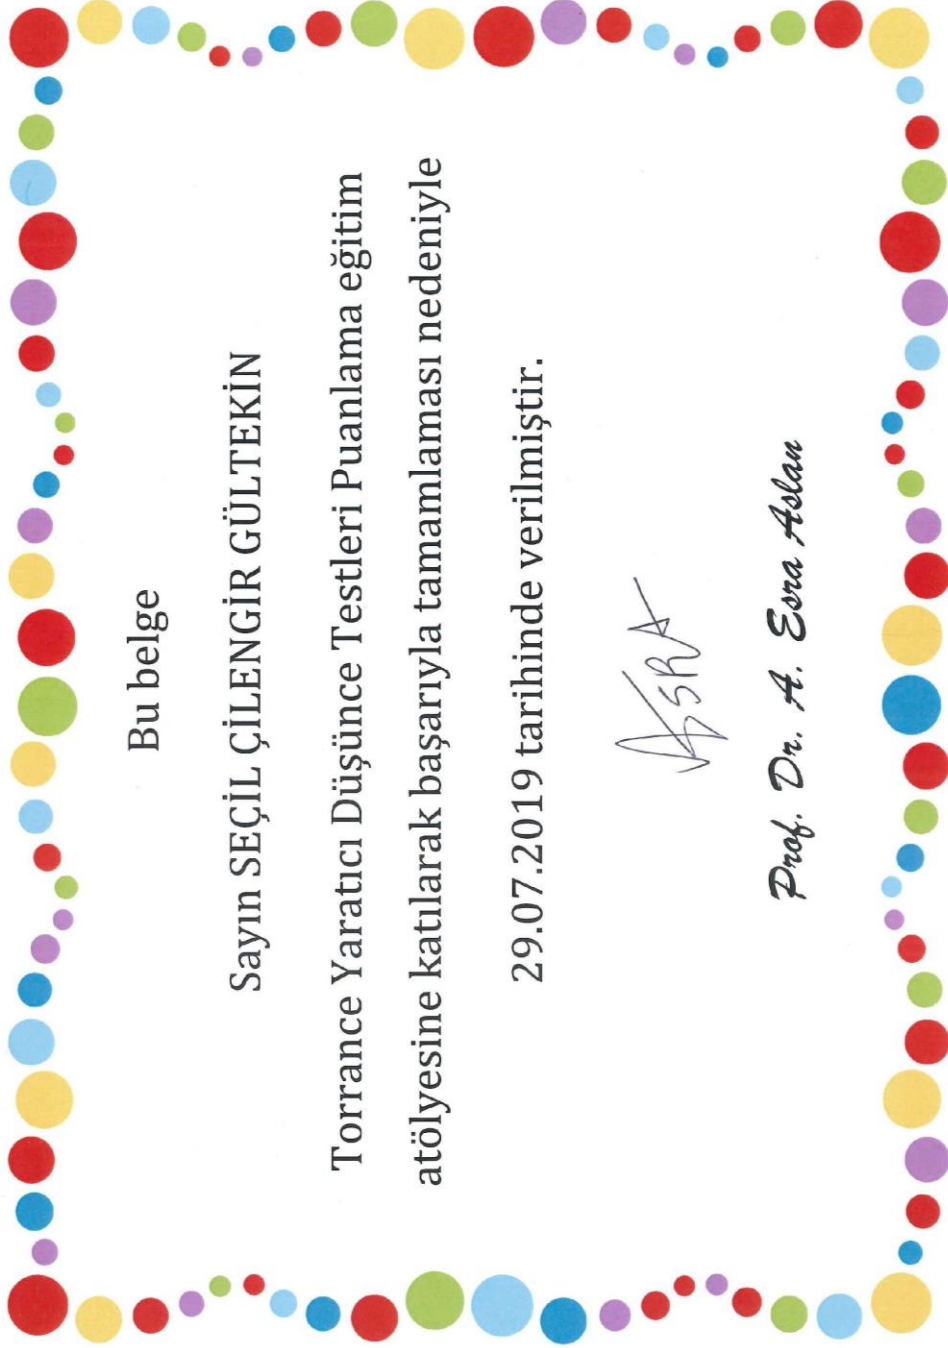 Bu belge
Sayın SEÇİL ÇİLENGİR GÜLTEKİN
Torrance Yaratıcı Düşünce Testleri Puanlama eğitim
atölyesine katılarak başarıyla tamamlaması nedeniyle
29.07.2019 tarihinde verilmiştir.
ESRA
Prof. Dr. A. Esra Aslan